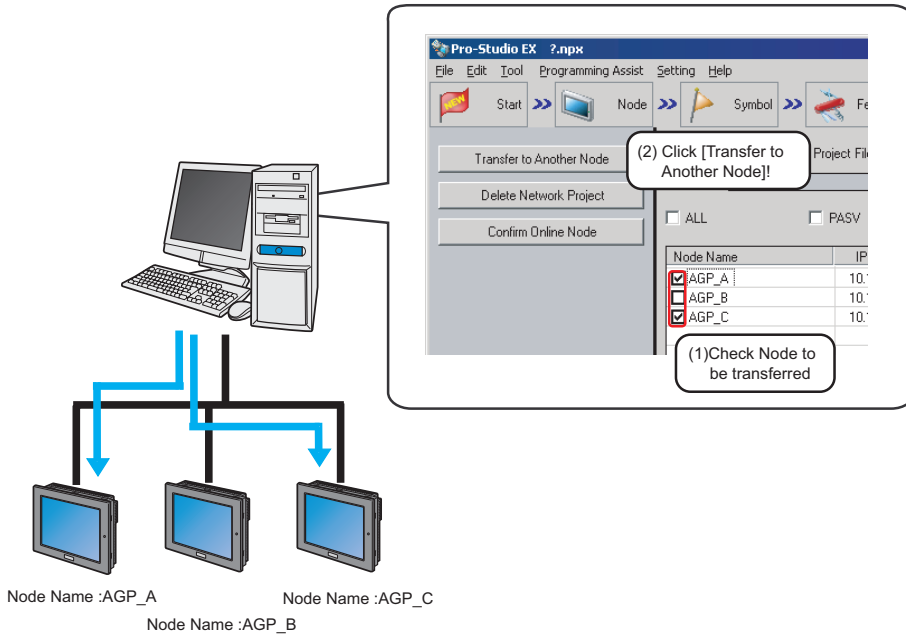 Pro-Studio EX ?.npx
File Edit Tool Programming Assist Setting Help
NEW Start Node Symbol
Transfer to Another Node
Delete Network Project
Confirm Online Node
(2) Click [Transfer to
Another Node]!
Project
ALL PASV
Node Name IP
AGP_A 10.
AGP_B 10.
AGP_C 10.
(1)Check Node to
be transferred
Node Name :AGP_A
Node Name :AGP_C
Node Name :AGP_B